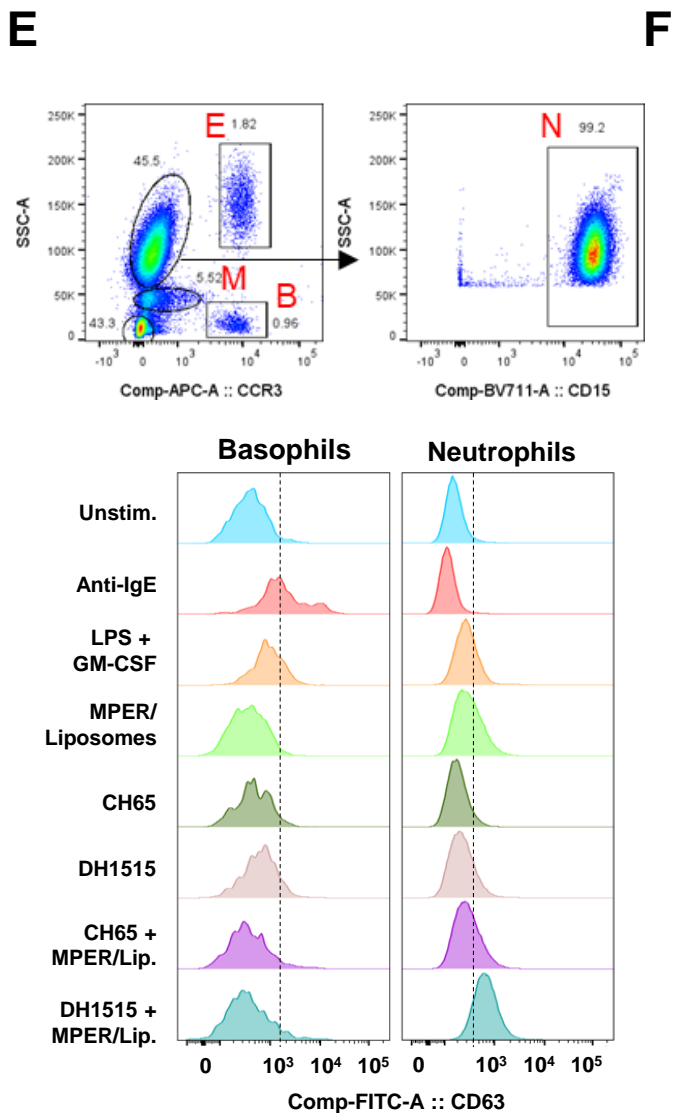 E F
250K
200K
150K
100K
50K
0
SSC-A
45.5
E 1.82
5.52 M
B
43.3
0.96
-10³ 0 10³ 10⁴ 10⁵
Comp-APC-A :: CCR3
250K
200K
150K
100K
50K
0
SSC-A
N 99.2
-10³ 0 10³ 10⁴ 10⁵
Comp-BV711-A :: CD15
Basophils Neutrophils
Unstim.
Anti-IgE
LPS +
GM-CSF
MPER/
Liposomes
CH65
DH1515
CH65 +
MPER/Lip.
DH1515 +
MPER/Lip.
0 10³ 10⁴ 10⁵ 0 10³ 10⁴ 10⁵
Comp-FITC-A :: CD63